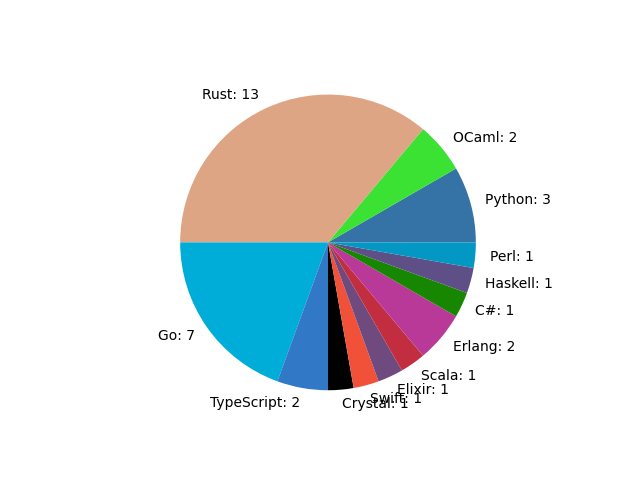 Rust: 13
OCaml: 2
Python: 3
Perl: 1
Haskell: 1
C#: 1
Go: 7
Erlang: 2
Scala: 1
Elixir: 1
Swift: 1
Crystal: 1
TypeScript: 2